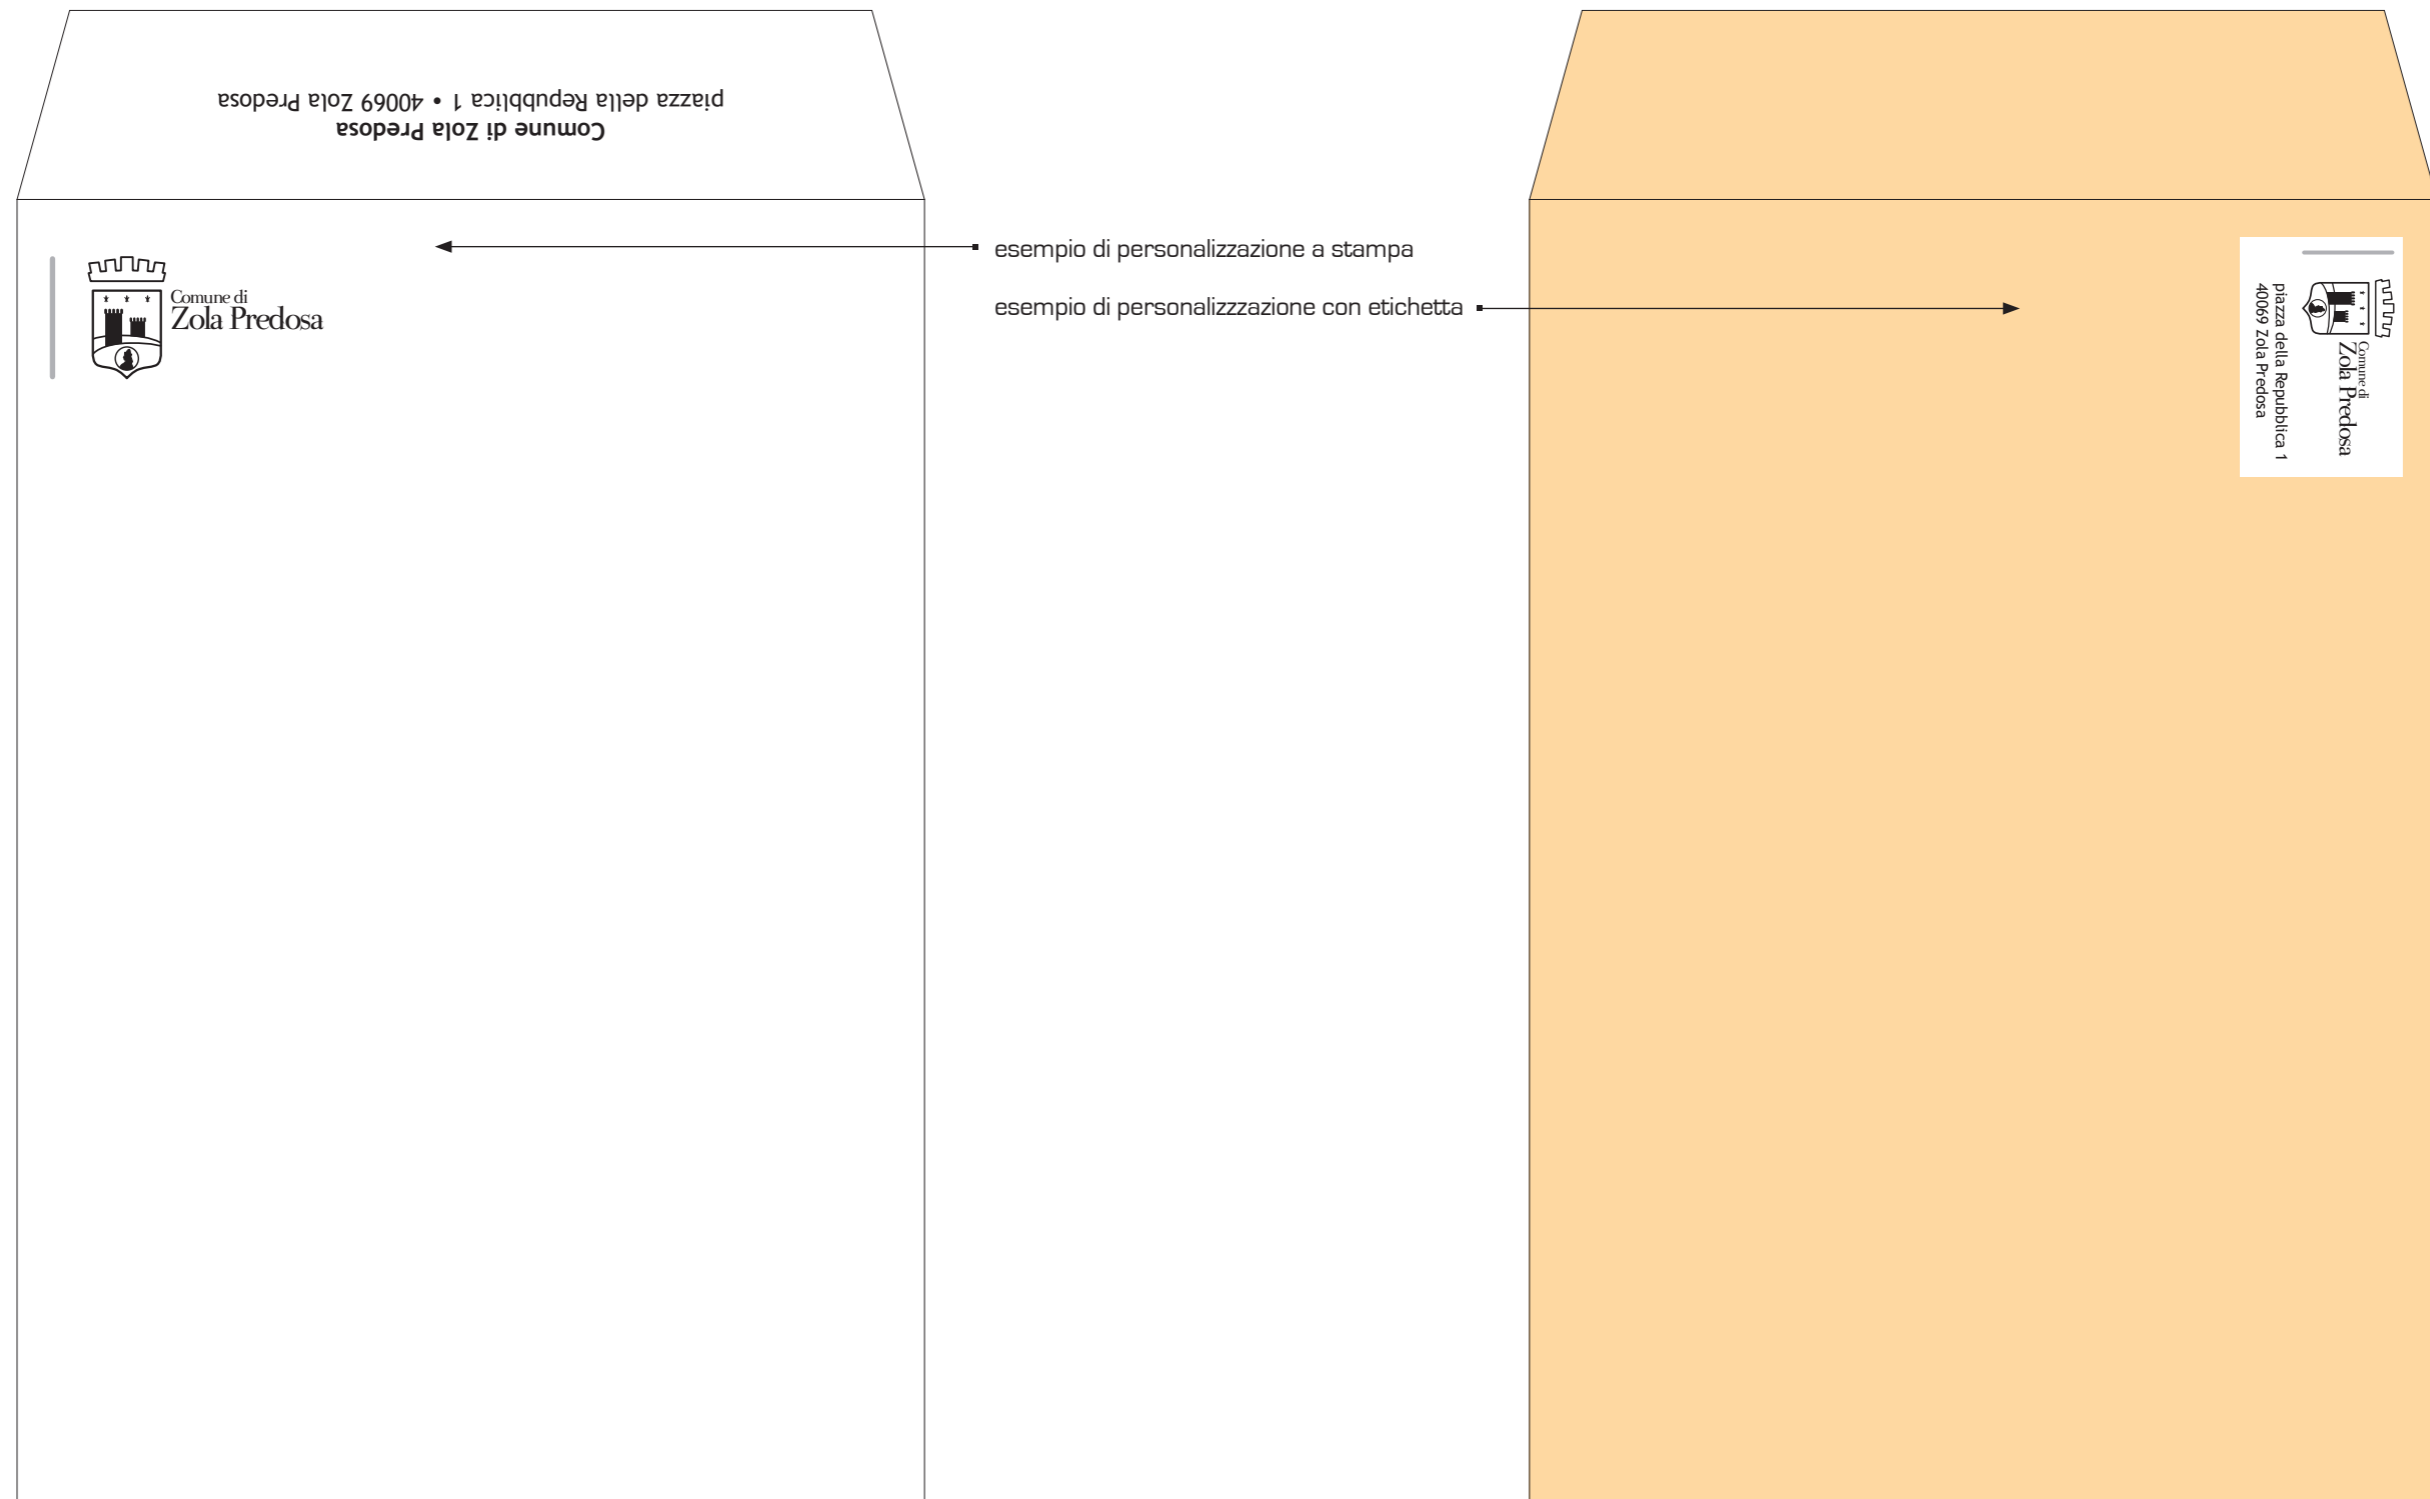 Comune di Zola Predosa
piazza della Repubblica 1 • 40069 Zola Predosa
Comune di
Zola Predosa
esempio di personalizzazione a stampa
esempio di personalizzzazione con etichetta
Comune di
Zola Predosa
piazza della Repubblica 1
40069 Zola Predosa